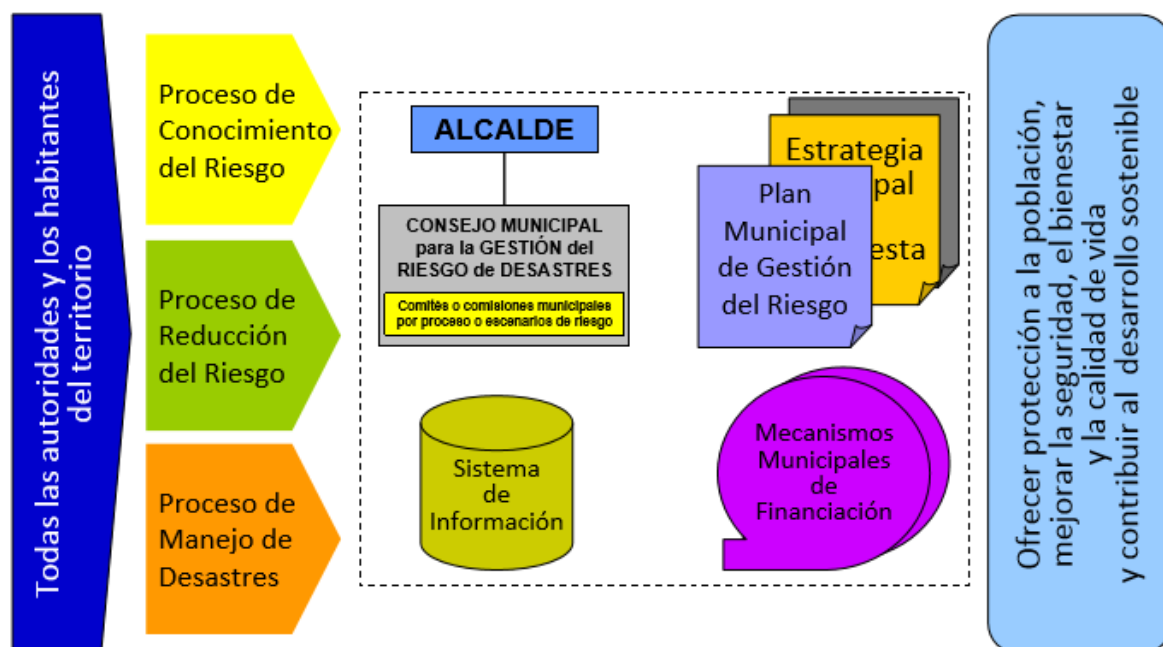 Todas las autoridades y los habitantes
del territorio
Proceso de
Conocimiento
del Riesgo
Proceso de
Reducción
del Riesgo
Proceso de
Manejo de
Desastres
ALCALDE
CONSEJO MUNICIPAL
para la GESTIÓN del
RIESGO de DESASTRES
Comités o comisiones municipales
por proceso o escenarios de riesgo
Estrategia
Plan
Municipal
de Gestión
del Riesgo
Sistema
de
Información
Mecanismos
Municipales
de
Financiación
Ofrecer protección a la población,
mejorar la seguridad, el bienestar
y la calidad de vida
y contribuir al desarrollo sostenible